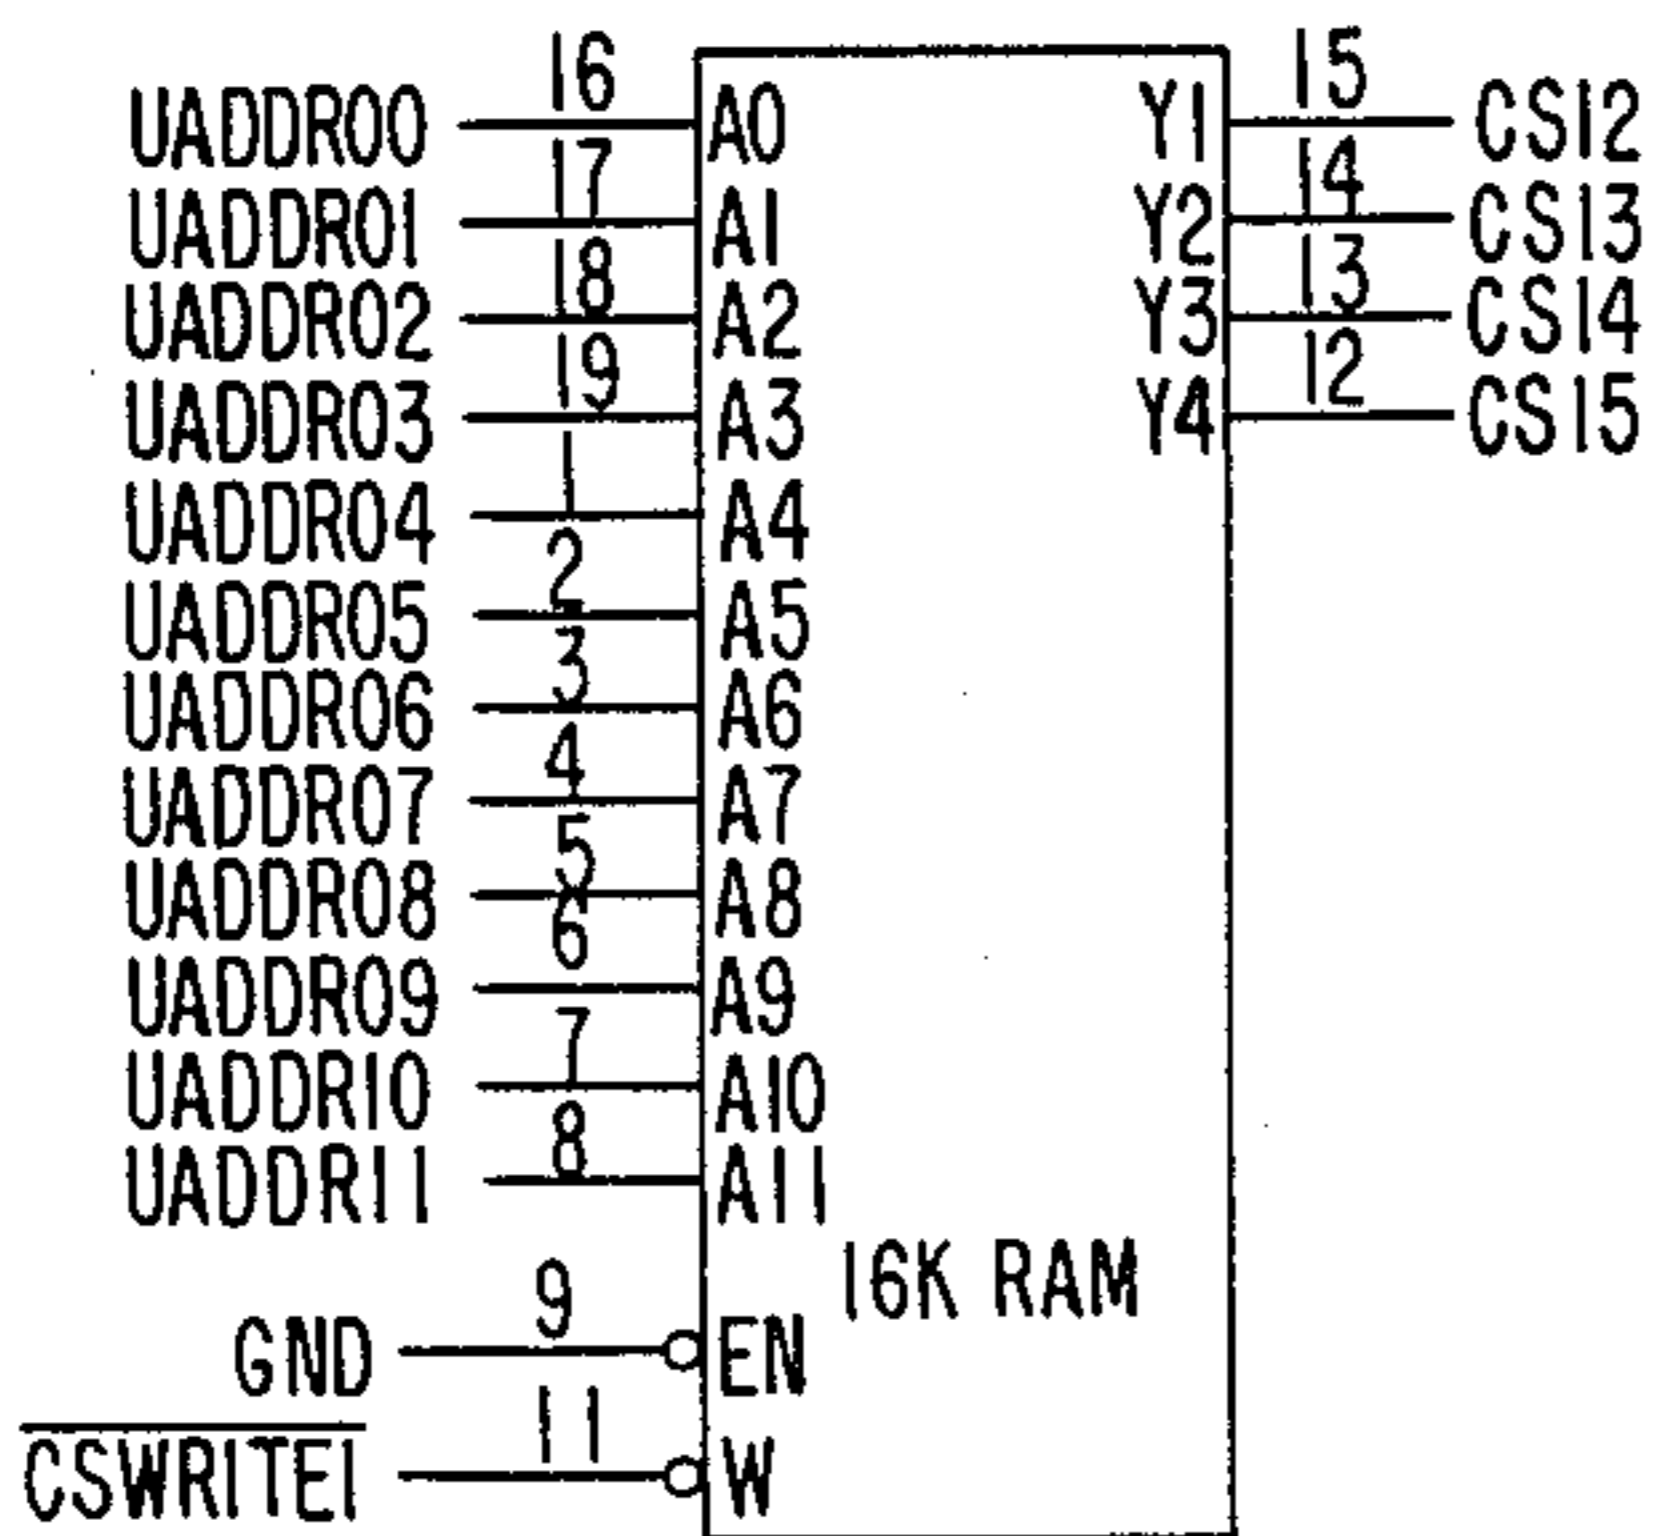 16 15
UADDR00 A0 Y1 CS12
17 14
UADDR01 A1 Y2 CS13
18 13
UADDR02 A2 Y3 CS14
19 12
UADDR03 A3 Y4 CS15
1
UADDR04 A4
2
UADDR05 A5
3
UADDR06 A6
4
UADDR07 A7
5
UADDR08 A8
6
UADDR09 A9
7
UADDR10 A10
8
UADDR11 A11
16K RAM
9
GND EN
11
CSWRITE1 W